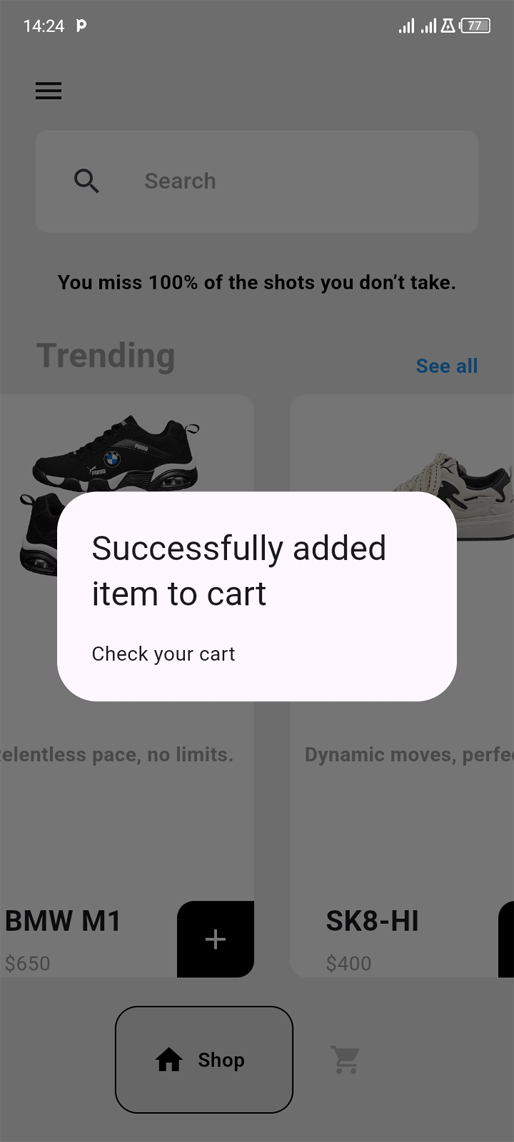 14:24
77
Search
You miss 100% of the shots you don’t take.
Trending
See all
Successfully added
item to cart
Check your cart
elentless pace, no limits.
Dynamic moves, perfe
BMW M1
$650
SK8-HI
$400
Shop